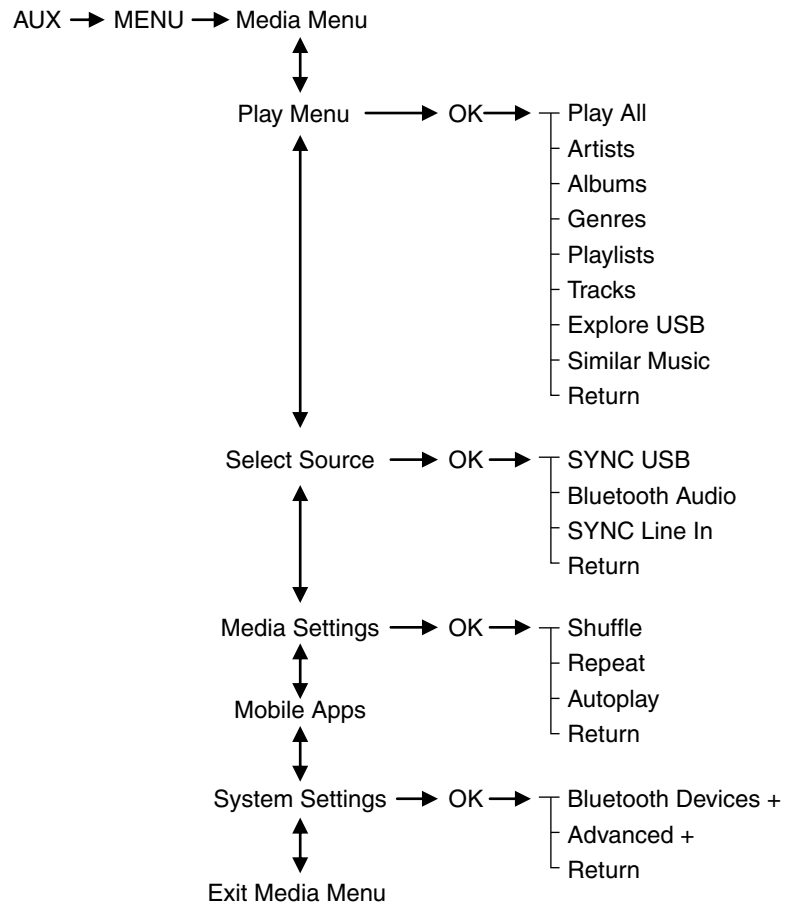 AUX MENU Media Menu
Play Menu OK Play All
Artists
Albums
Genres
Playlists
Tracks
Explore USB
Similar Music
Return
Select Source OK SYNC USB
Bluetooth Audio
SYNC Line In
Return
Media Settings OK Shuffle
Repeat
Autoplay
Mobile Apps
Return
System Settings OK Bluetooth Devices +
Advanced +
Return
Exit Media Menu